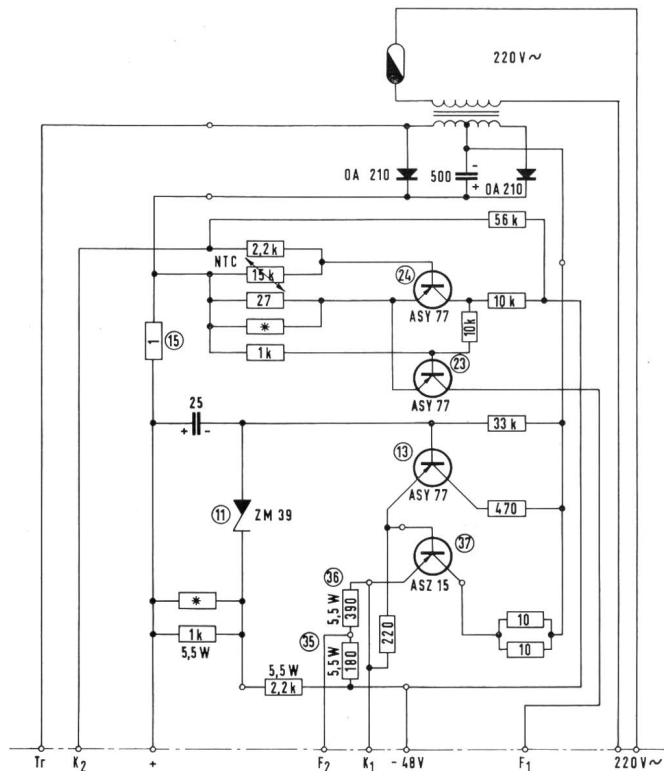 220 V ~
OA 210
500
-
+
OA 210
56 k
2,2 k
NTC
15 k
24
27
ASY 77
10 k
*
10k
1
15
1 k
23
ASY 77
25
+ -
33 k
13
ASY 77
470
11
ZM 39
37
36
ASZ 15
5,5 W
390
*
220
10
35
10
1 k
5,5 W
5,5 W
180
5,5 W
2,2 k
Tr K2 + F2 K1 - 48 V F1 220 V ~